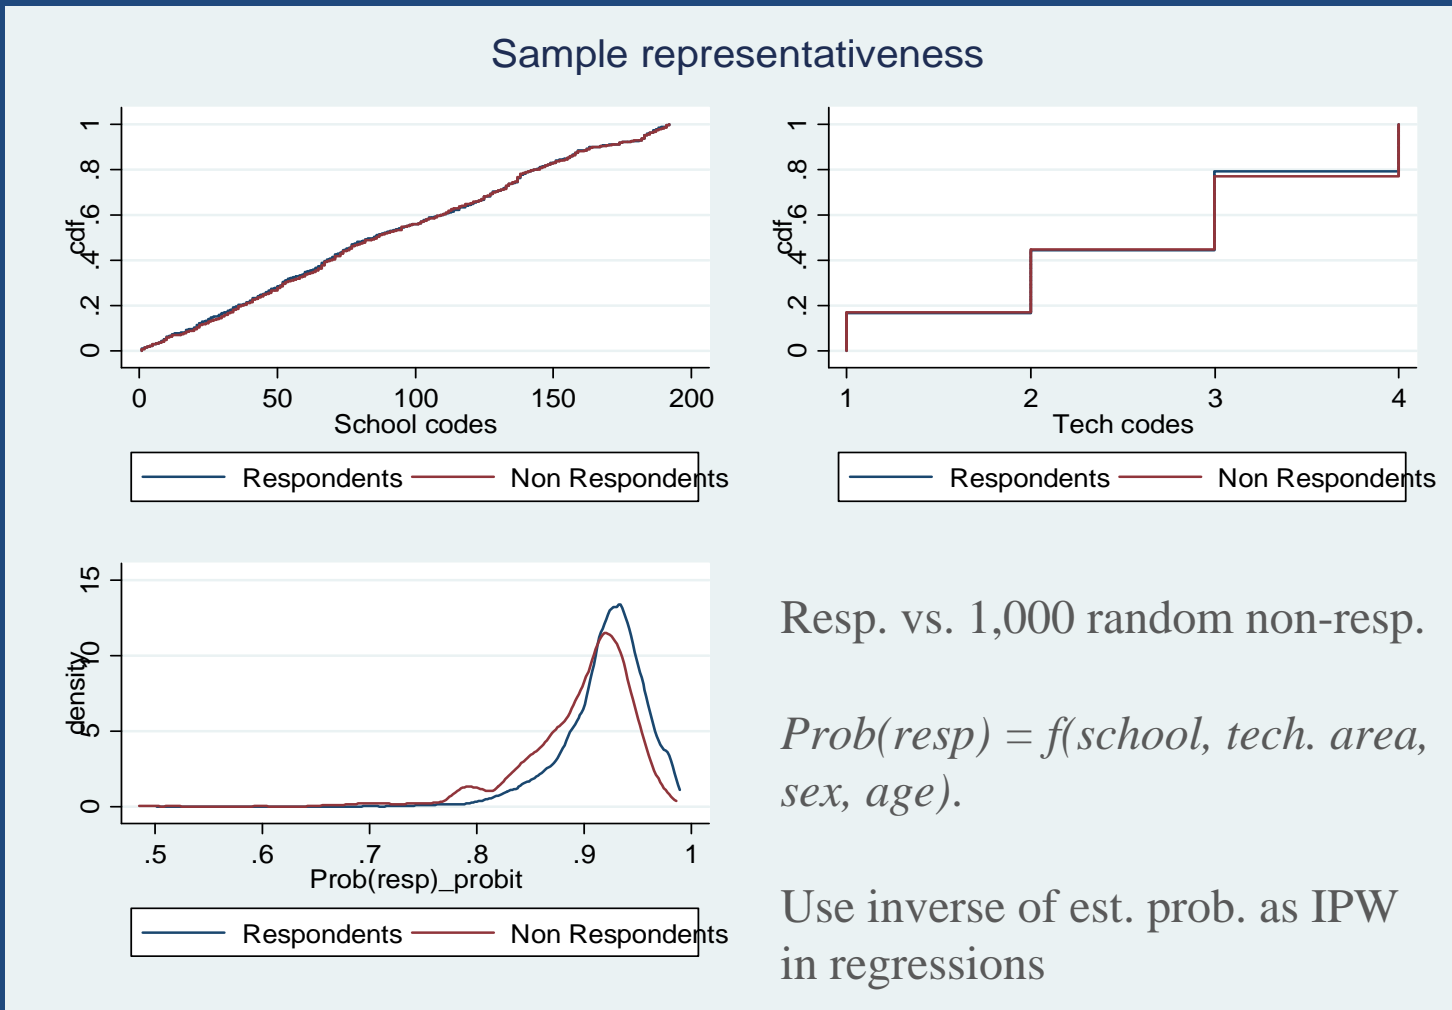 Sample representativeness
cdf
0 .2 .4 .6 .8 1
0 50 100 150 200
School codes
Respondents Non Respondents
cdf
0 .2 .4 .6 .8 1
1 2 3 4
Tech codes
Respondents Non Respondents
density
0 5 10 15
.5 .6 .7 .8 .9 1
Prob(resp)_probit
Respondents Non Respondents
Resp. vs. 1,000 random non-resp.
Prob(resp) = f(school, tech. area,
sex, age).
Use inverse of est. prob. as IPW
in regressions